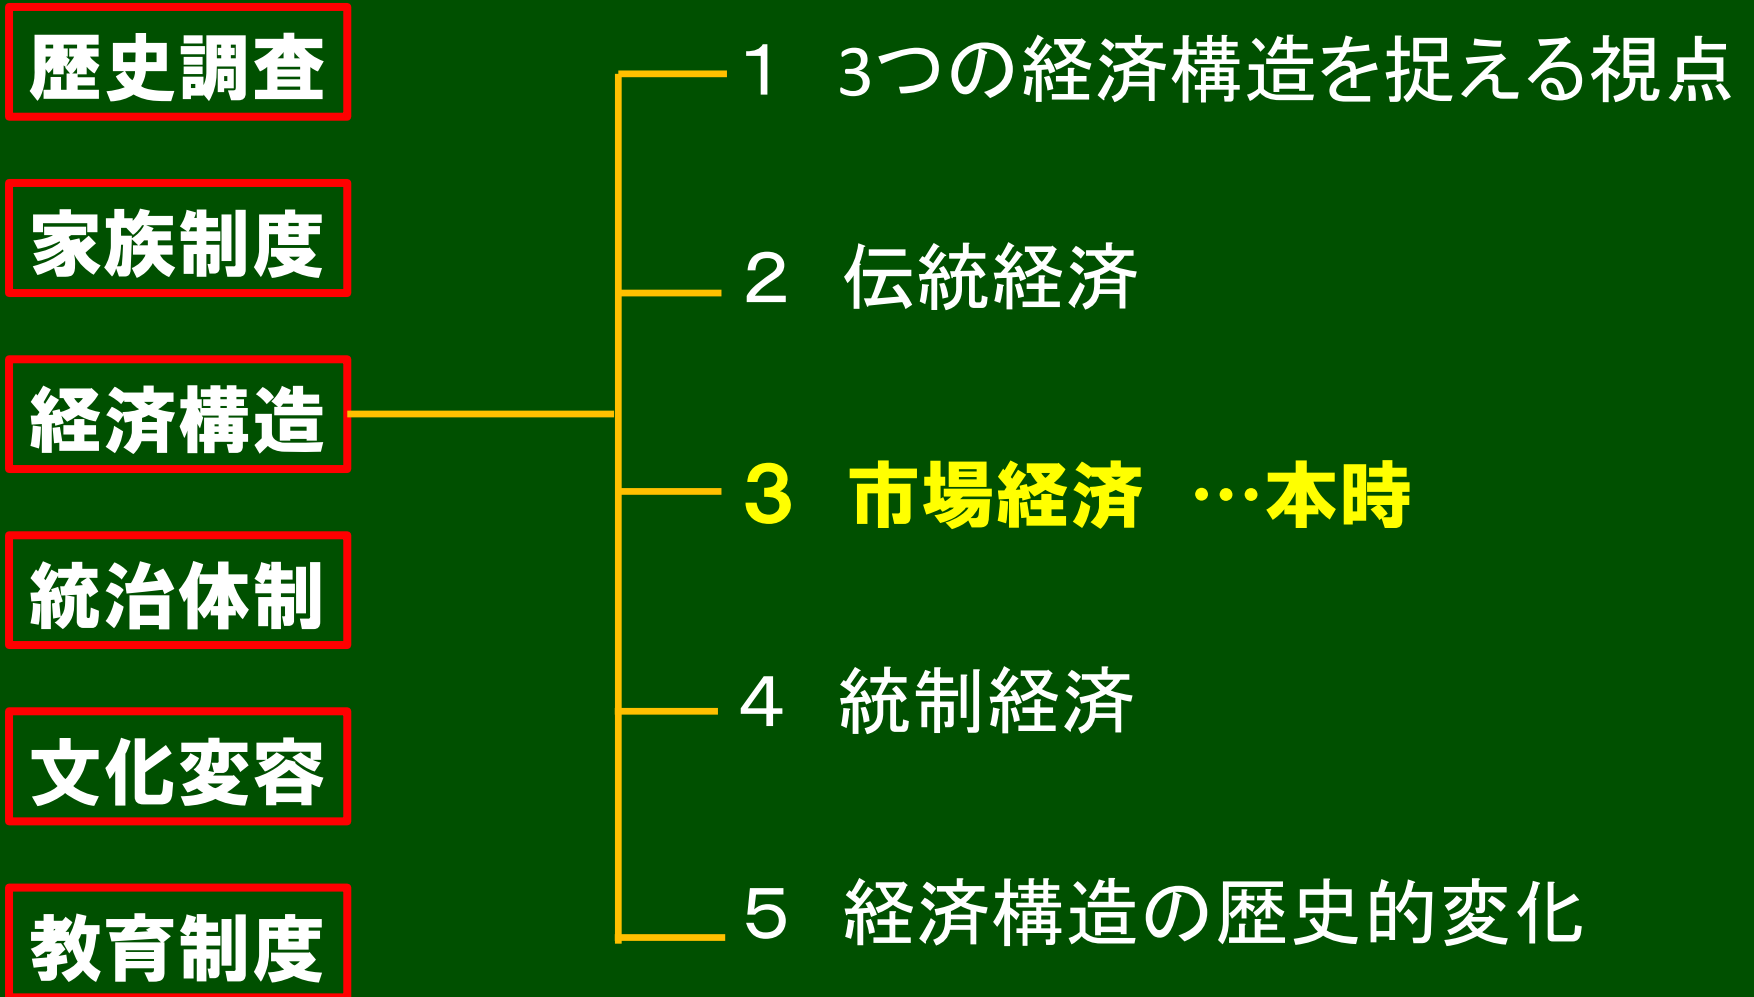 歴史調査
家族制度
経済構造
統治体制
文化変容
教育制度
１　3つの経済構造を捉える視点
２　伝統経済
３　市場経済　…本時
４　統制経済
５　経済構造の歴史的変化